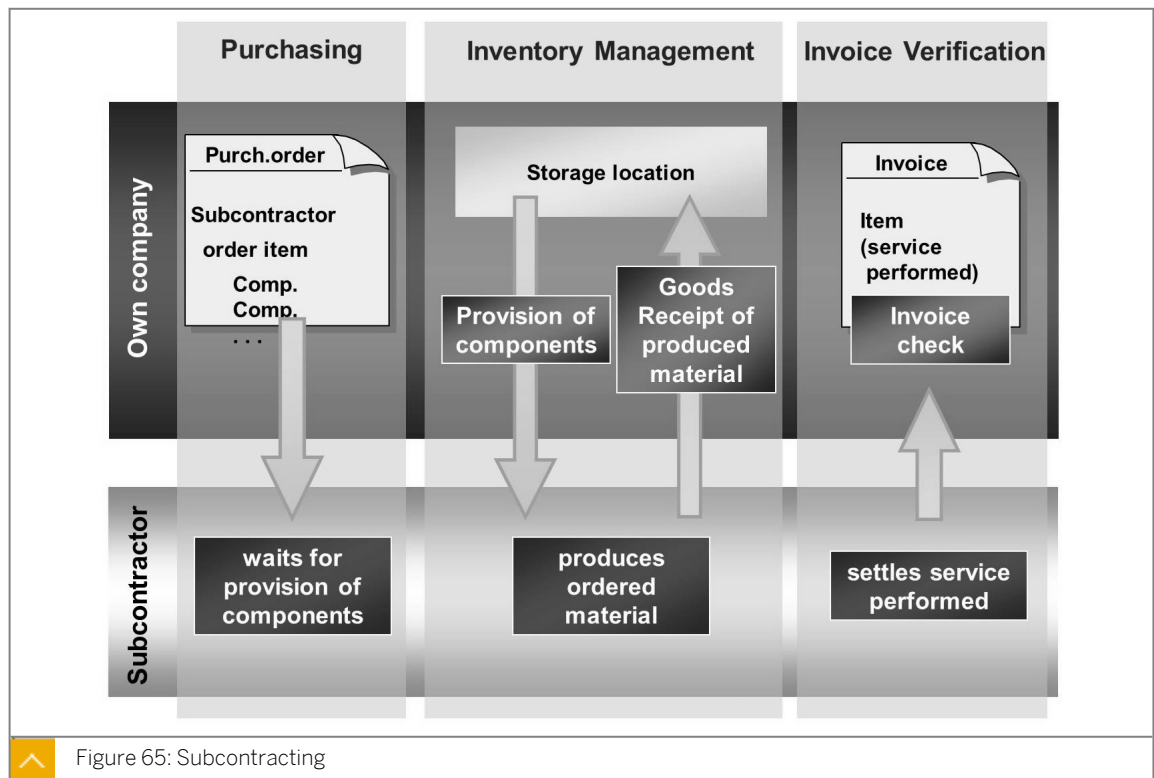 Purchasing
Inventory Management
Invoice Verification
Own company
Purch.order
Subcontractor
order item
Comp.
Comp.
. . .
Storage location
Provision of
components
Goods
Receipt of
produced
material
Invoice
Item
(service
performed)
Invoice
check
Subcontractor
waits for
provision of
components
produces
ordered
material
settles service
performed
Figure 65: Subcontracting